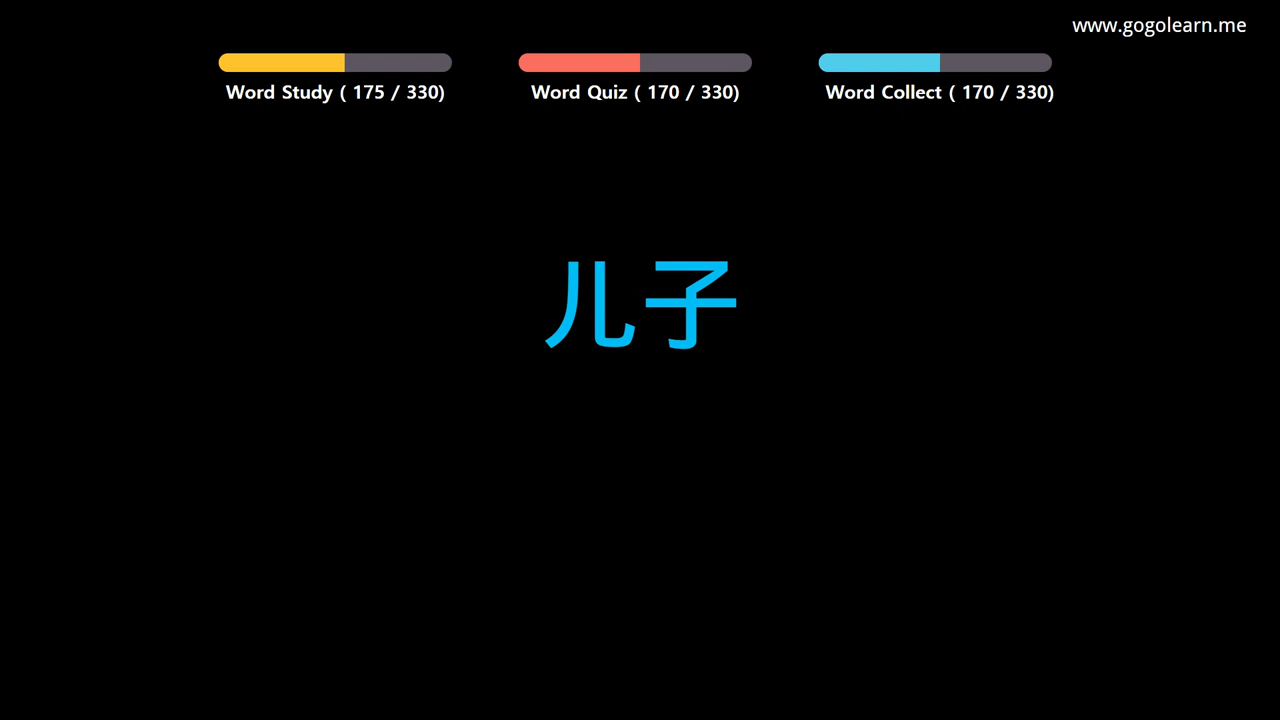 www.gogolearn.me
Word Study ( 175 / 330)
Word Quiz ( 170 / 330)
Word Collect ( 170 / 330)
儿子